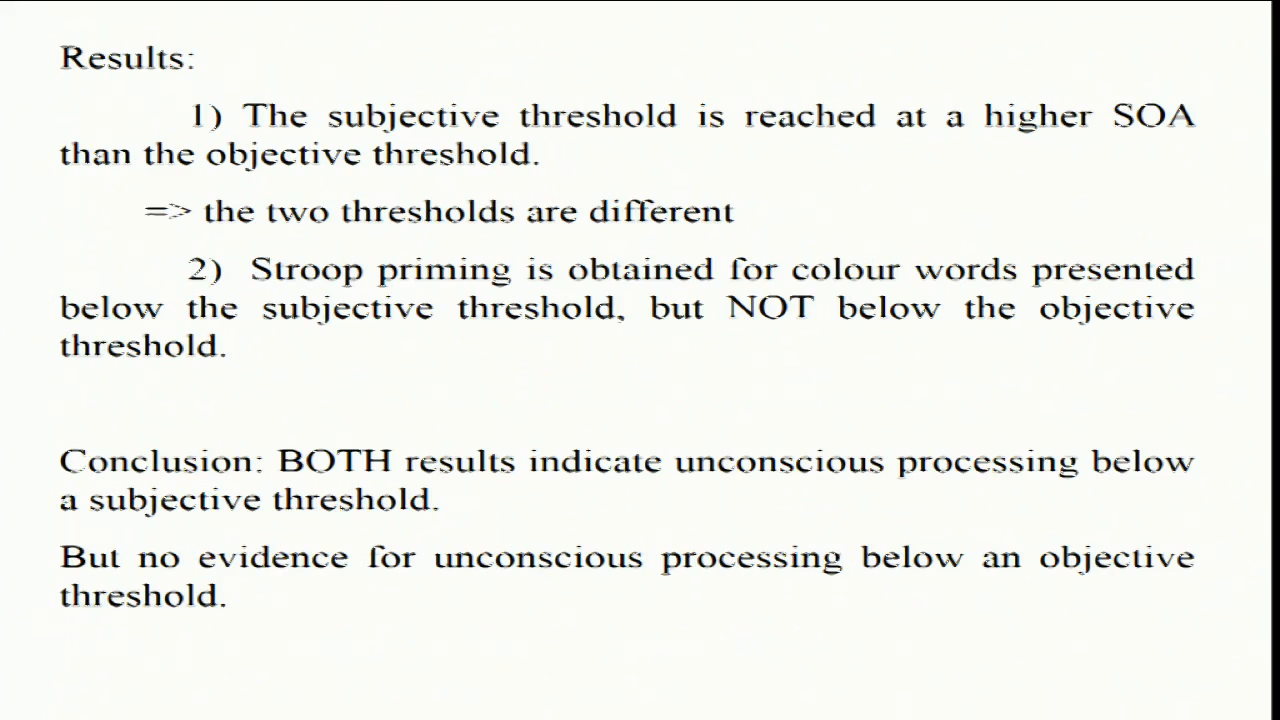 Results:
1) The subjective threshold is reached at a higher SOA
than the objective threshold.
=> the two thresholds are different
2) Stroop priming is obtained for colour words presented
below the subjective threshold, but NOT below the objective
threshold.
Conclusion: BOTH results indicate unconscious processing below
a subjective threshold.
But no evidence for unconscious processing below an objective
threshold.